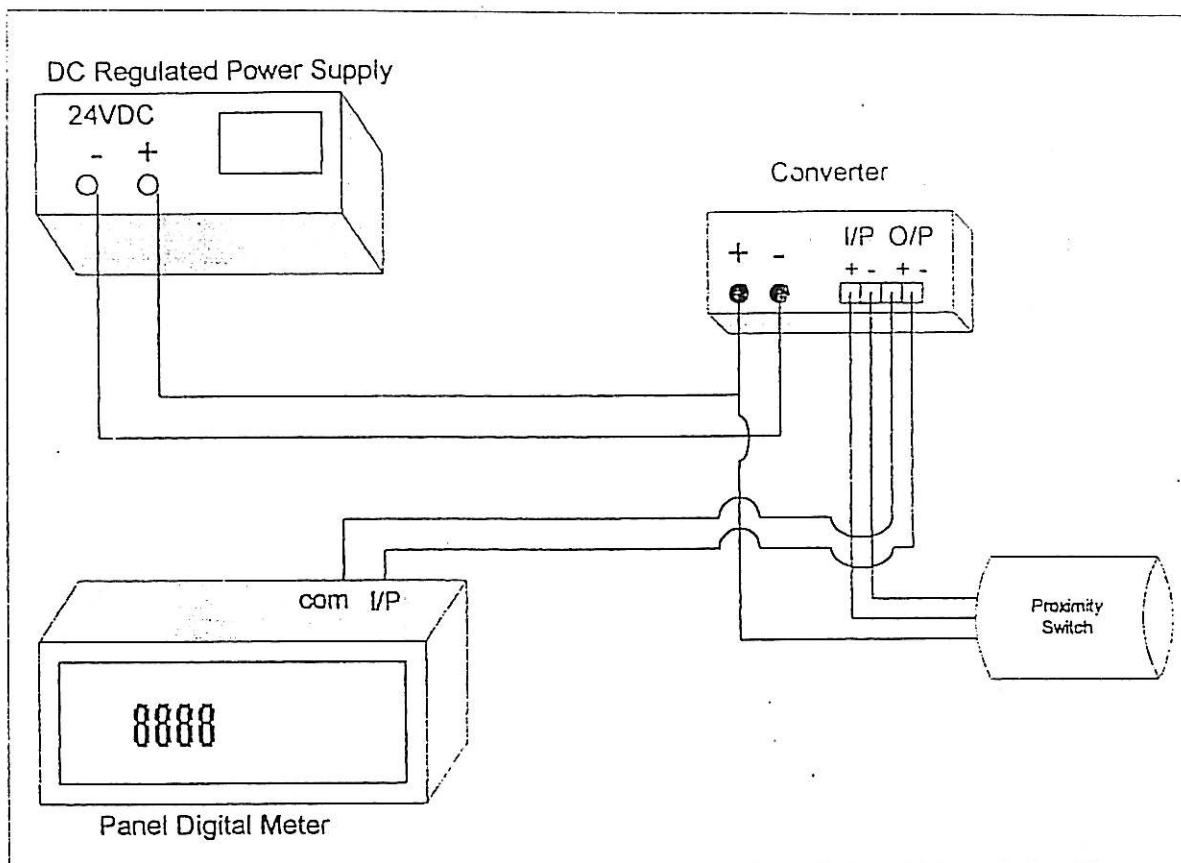 DC Regulated Power Supply
24VDC
- +
Converter
+ -
I/P O/P
+ - + -
com I/P
Proximity
Switch
8888
Panel Digital Meter